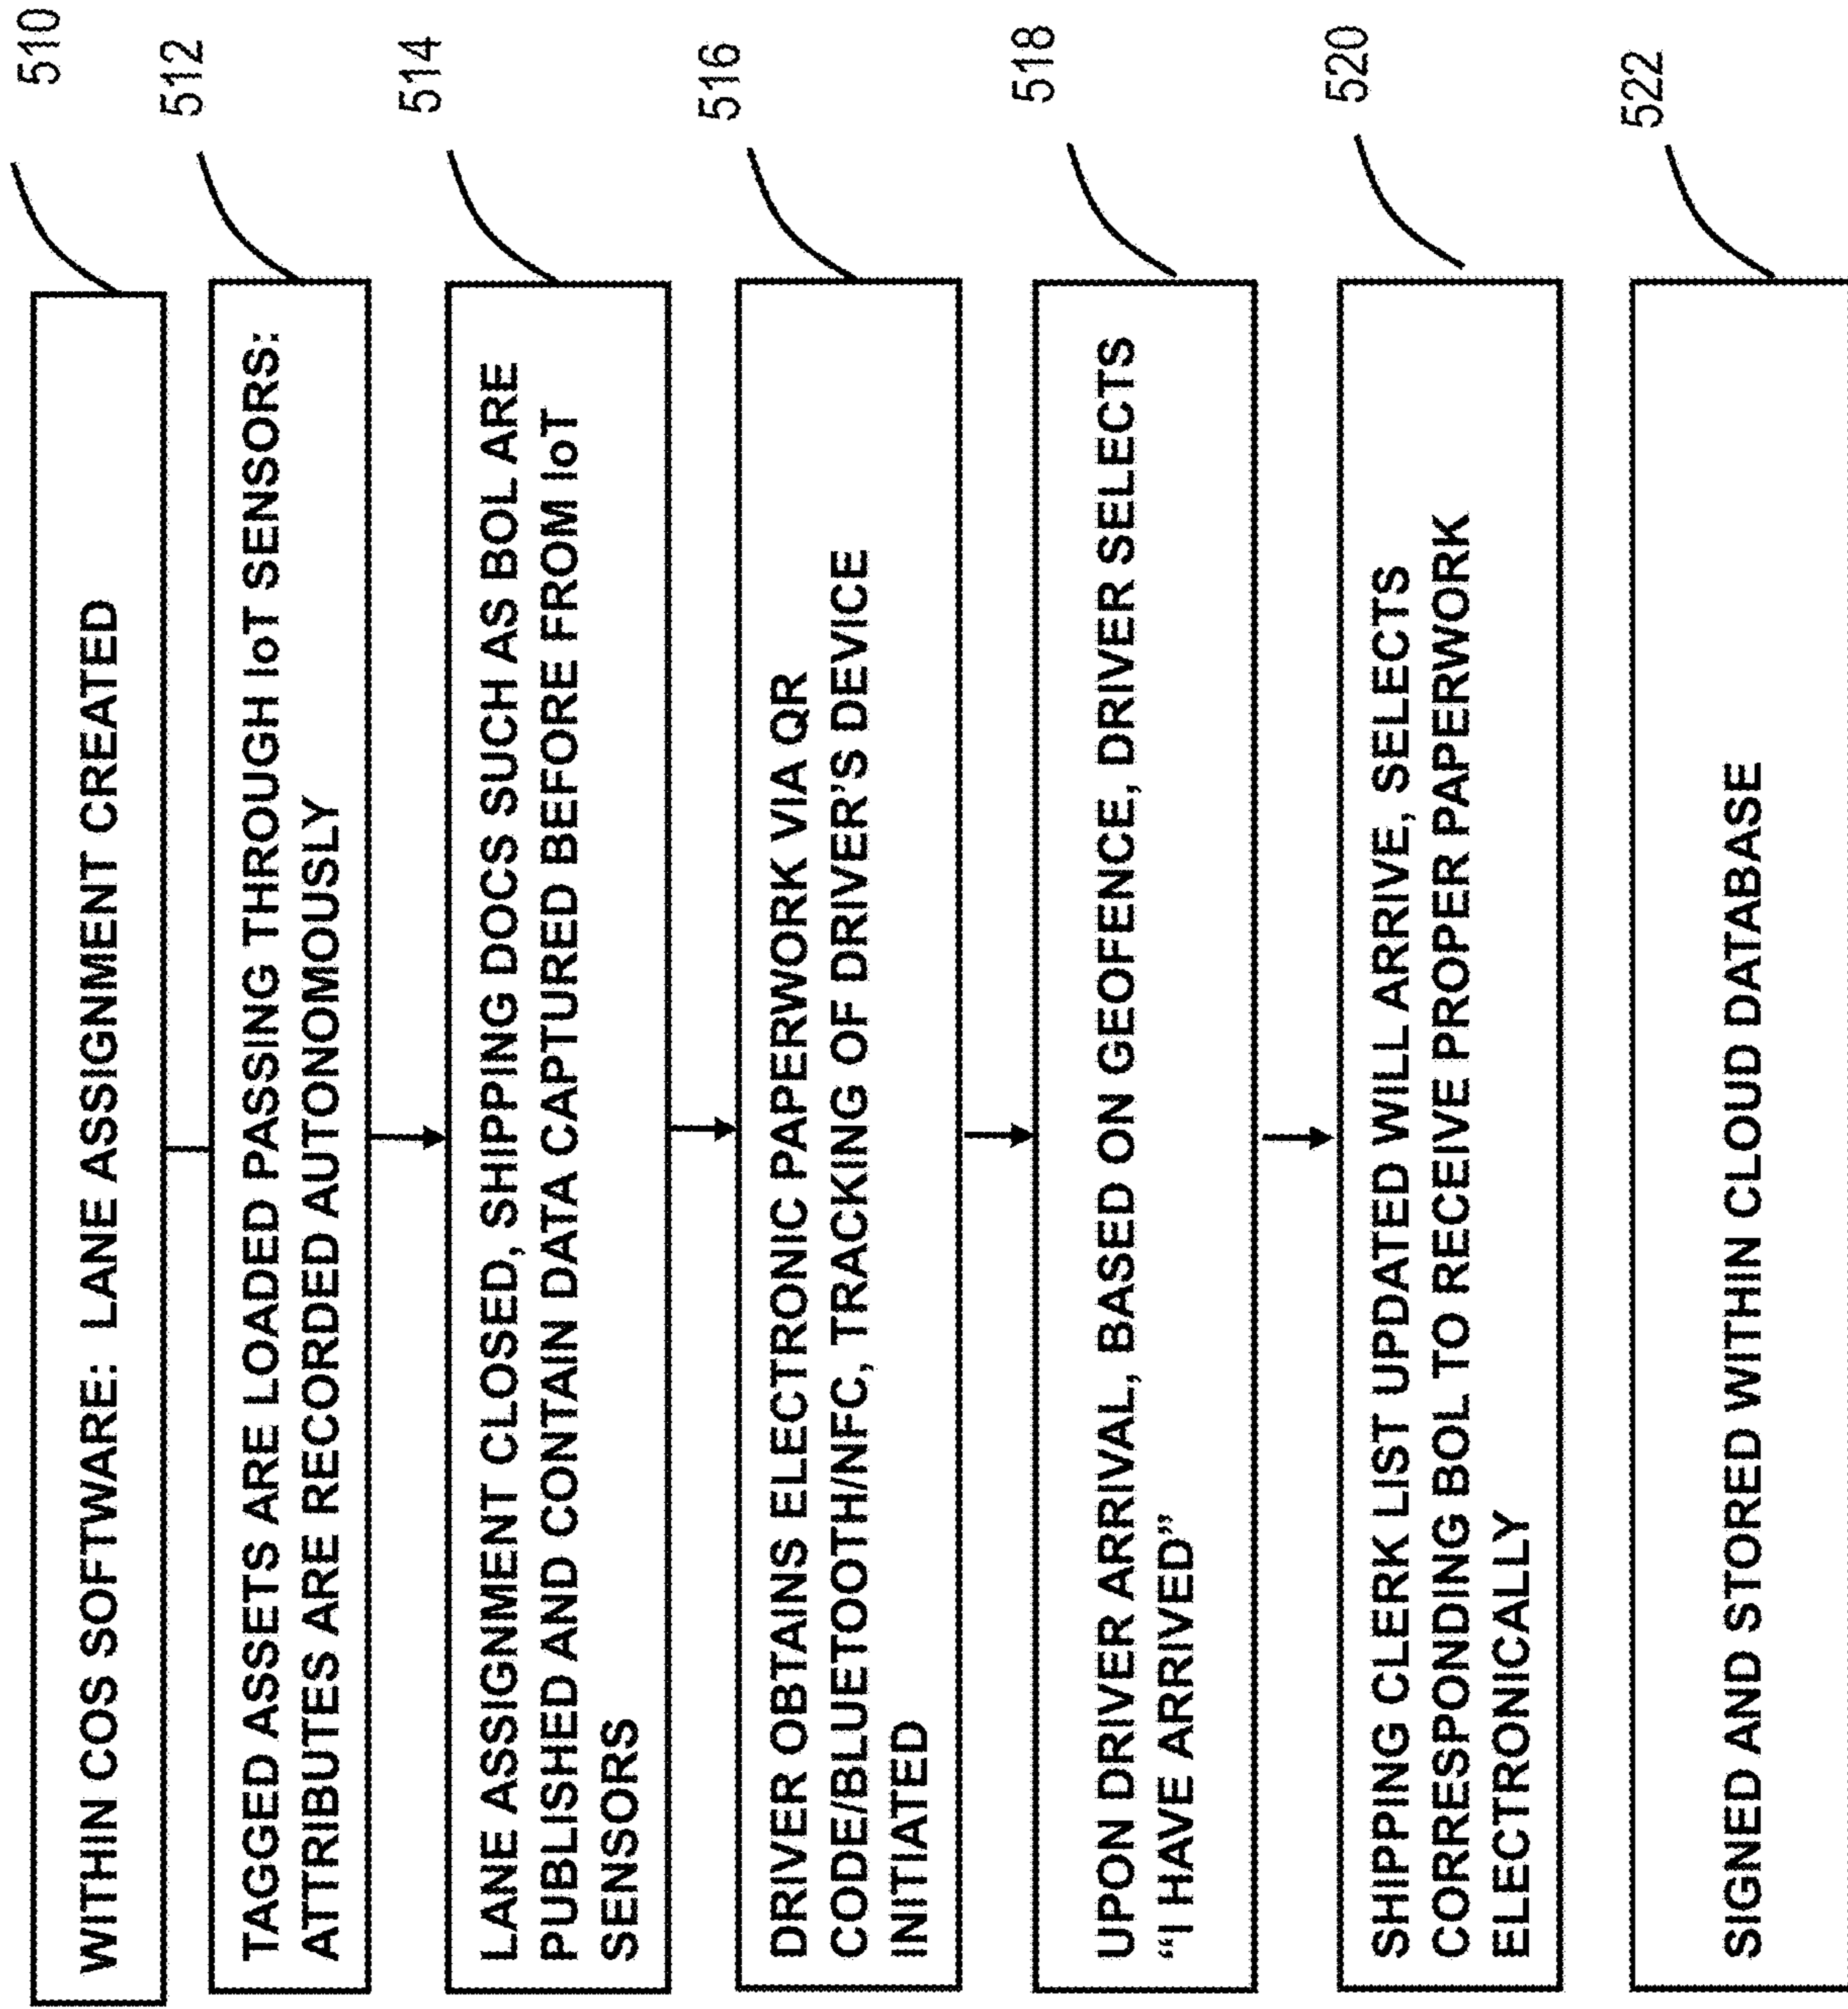 510
WITHIN COS SOFTWARE: LANE ASSIGNMENT CREATED
512
TAGGED ASSETS ARE LOADED PASSING THROUGH IoT SENSORS:
ATTRIBUTES ARE RECORDED AUTONOMOUSLY
514
LANE ASSIGNMENT CLOSED, SHIPPING DOCS SUCH AS BOL ARE
PUBLISHED AND CONTAIN DATA CAPTURED BEFORE FROM IoT
SENSORS
516
DRIVER OBTAINS ELECTRONIC PAPERWORK VIA QR
CODE/BLUETOOTH/NFC, TRACKING OF DRIVER’S DEVICE
INITIATED
518
UPON DRIVER ARRIVAL, BASED ON GEOFENCE, DRIVER SELECTS
“I HAVE ARRIVED”
520
SHIPPING CLERK LIST UPDATED WILL ARRIVE, SELECTS
CORRESPONDING BOL TO RECEIVE PROPER PAPERWORK
ELECTRONICALLY
522
SIGNED AND STORED WITHIN CLOUD DATABASE